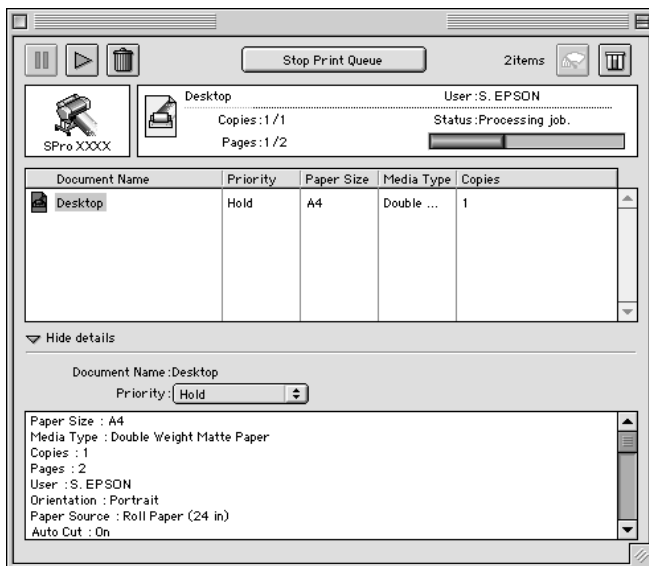 Stop Print Queue
2items
SPro XXXX
Desktop
User :S. EPSON
Copies :1/1
Status :Processing job.
Pages :1/2
Document Name Priority Paper Size Media Type Copies
Desktop Hold A4 Double ... 1
Hide details
Document Name :Desktop
Priority : Hold
Paper Size : A4
Media Type : Double Weight Matte Paper
Copies : 1
Pages : 2
User : S. EPSON
Orientation : Portrait
Paper Source : Roll Paper (24 in)
Auto Cut : On